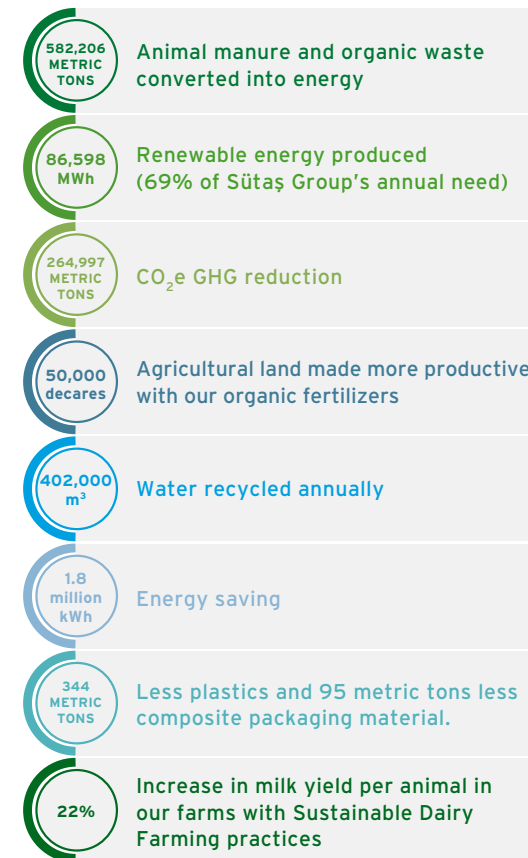 582,206
METRIC
TONS
Animal manure and organic waste
converted into energy
86,598
MWh
Renewable energy produced
(69% of Sütaş Group's annual need)
264,997
METRIC
TONS
CO₂e GHG reduction
50,000
decares
Agricultural land made more productive
with our organic fertilizers
402,000
m³
Water recycled annually
1.8
million
kWh
Energy saving
344
METRIC
TONS
Less plastics and 95 metric tons less
composite packaging material.
22%
Increase in milk yield per animal in
our farms with Sustainable Dairy
Farming practices